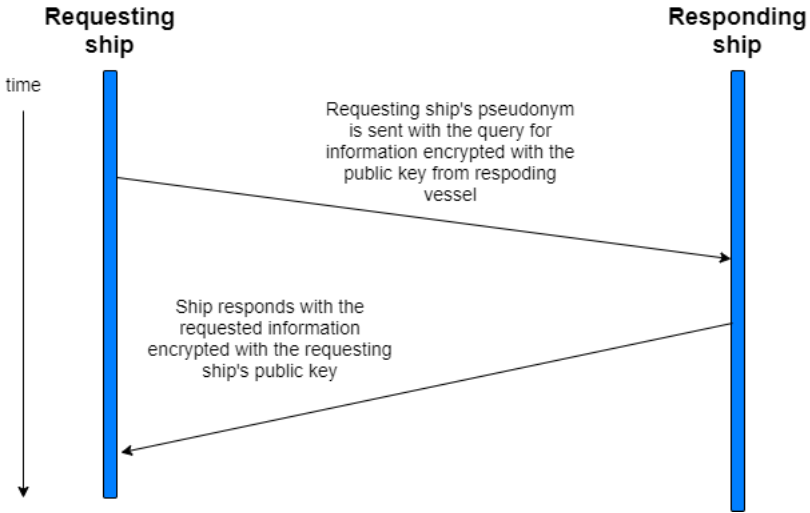 Requesting
ship
Responding
ship
time
Requesting ship's pseudonym
is sent with the query for
information encrypted with the
public key from respoding
vessel
Ship responds with the
requested information
encrypted with the requesting
ship's public key